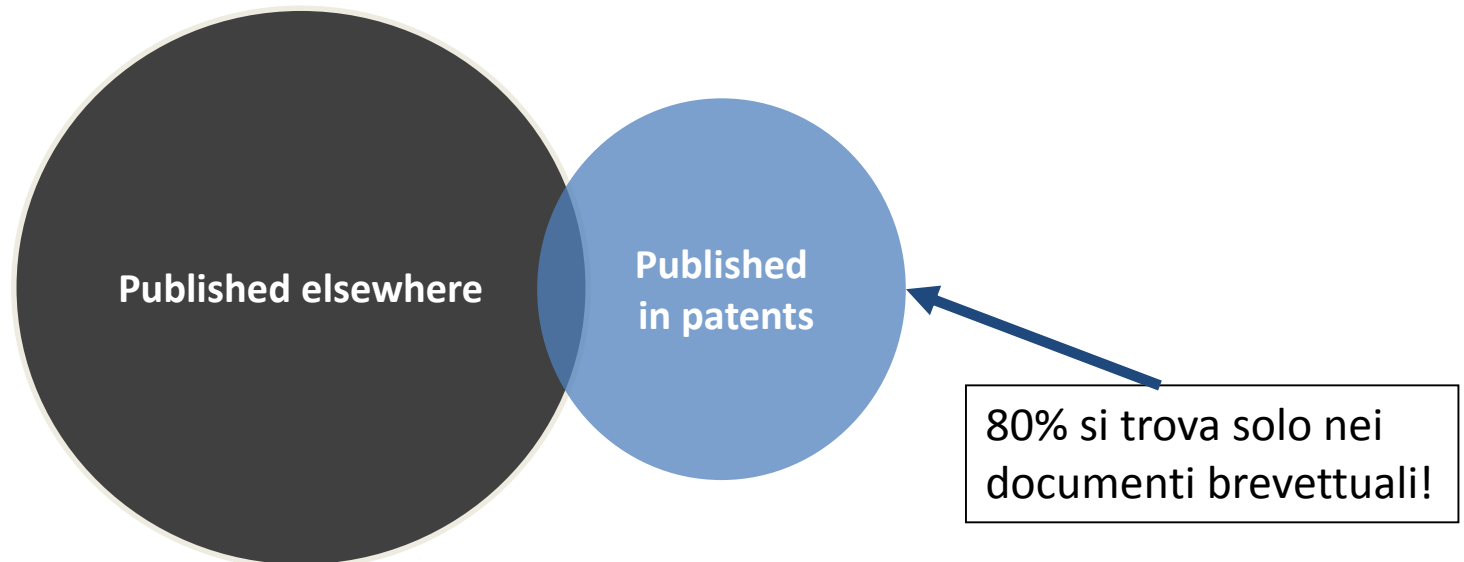 Published elsewhere
Published
in patents
80% si trova solo nei
documenti brevettuali!